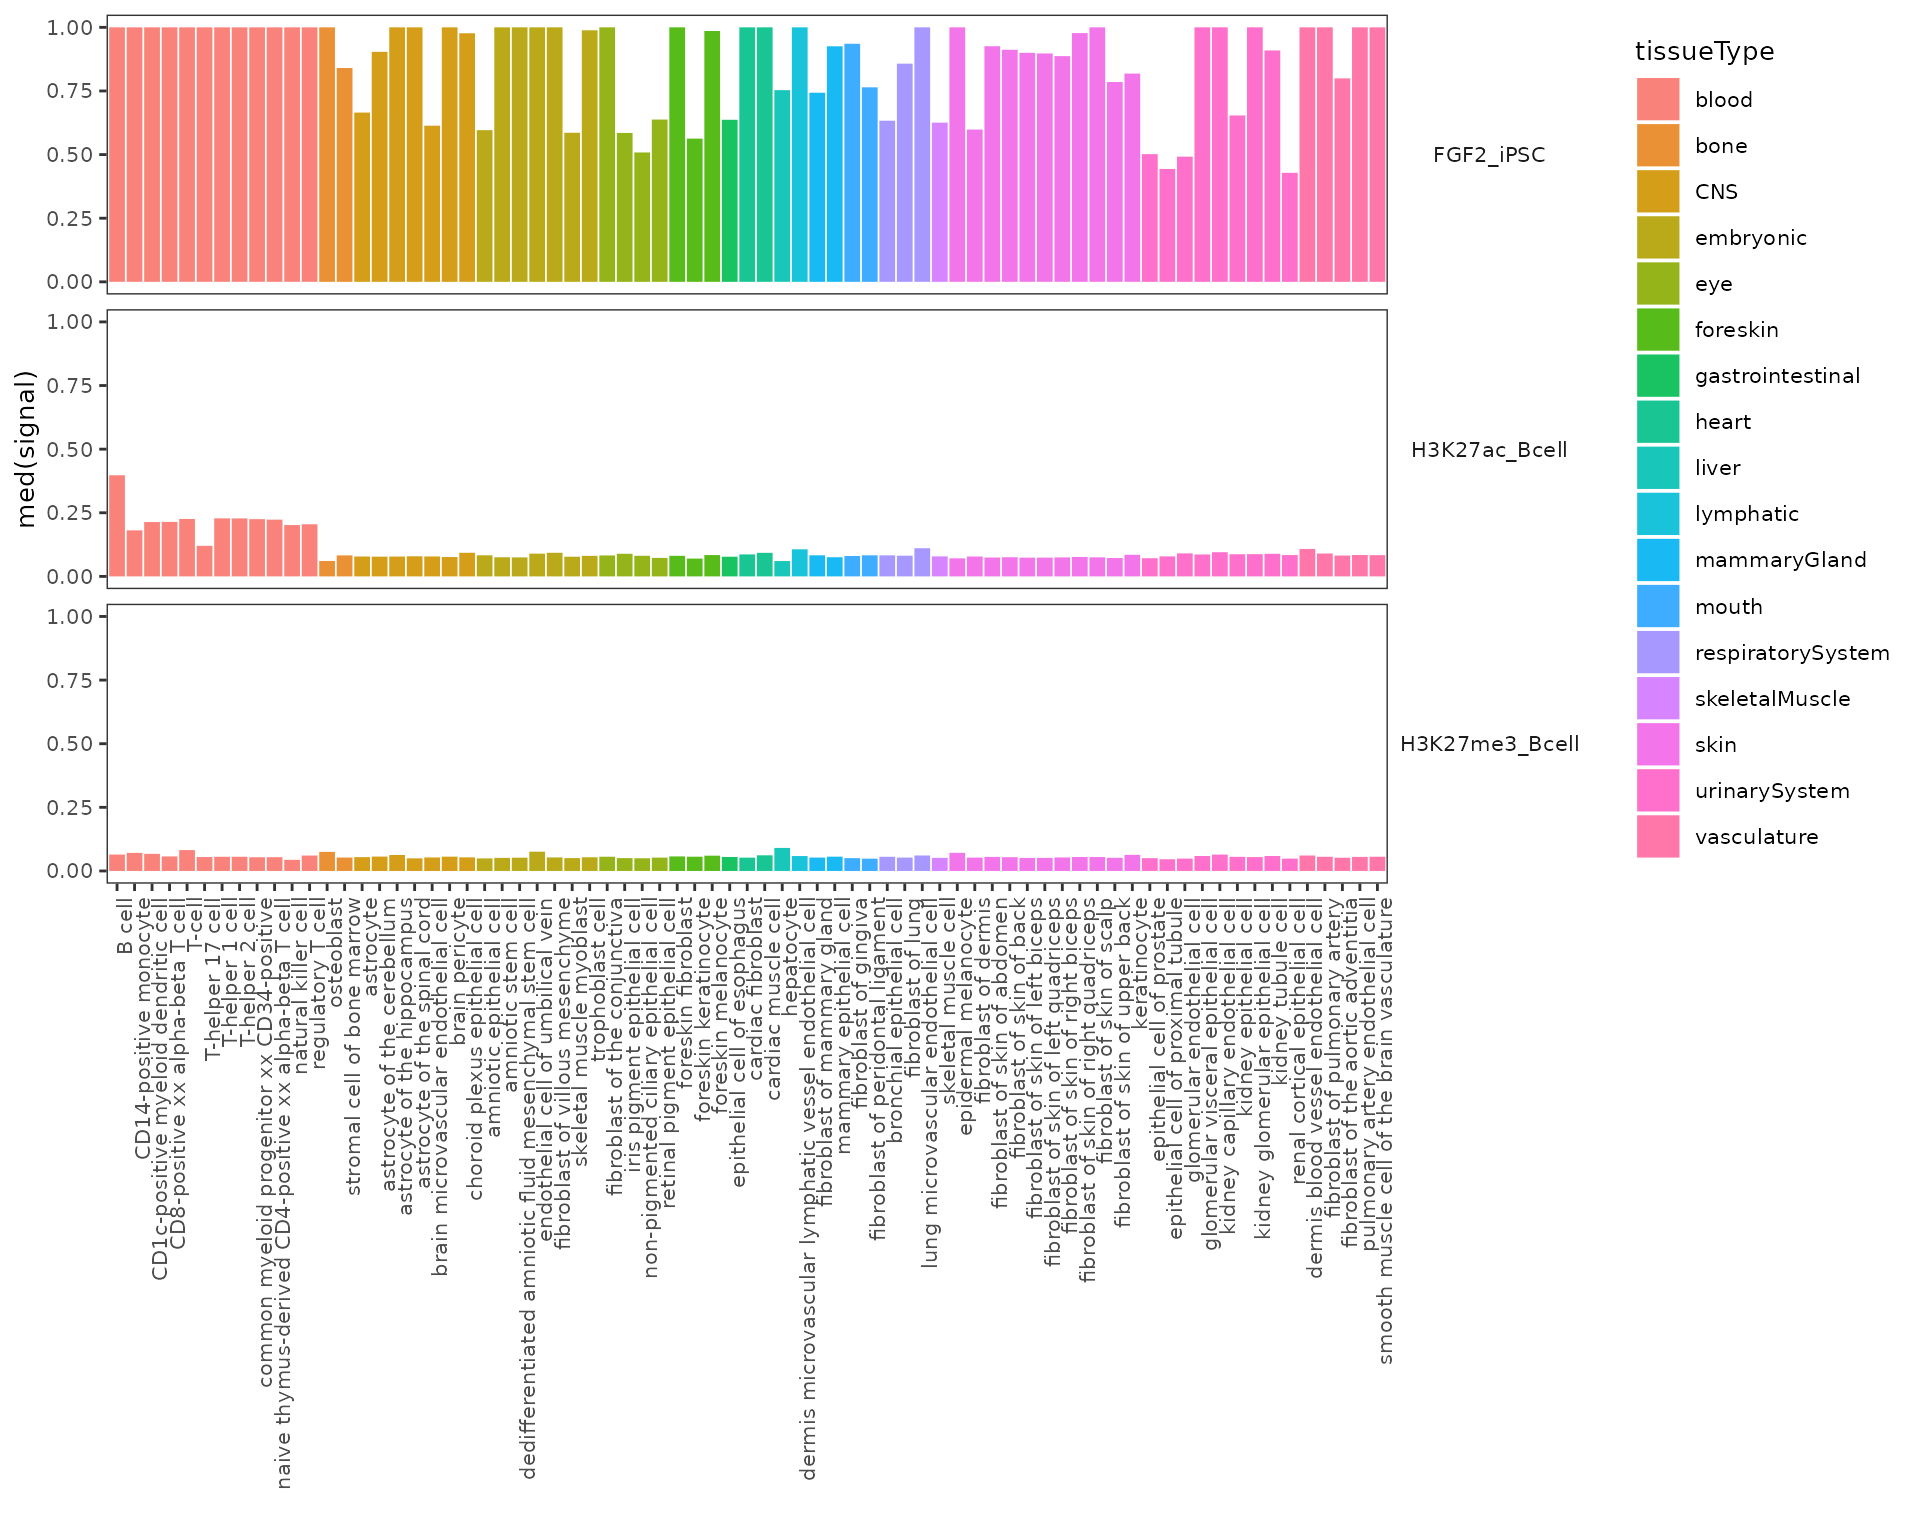 1.00
0.75
0.50
0.25
0.00
FGF2_iPSC
1.00
0.75
0.50
0.25
0.00
H3K27ac_Bcell
1.00
0.75
0.50
0.25
0.00
H3K27me3_Bcell
med(signal)
B cell
CD14-positive monocyte
CD1c-positive myeloid dendritic cell
CD8-positive xx alpha-beta T cell
T-cell
T-helper 17 cell
T-helper 1 cell
T-helper 2 cell
common myeloid progenitor xx CD34-positive
naive thymus-derived CD4-positive xx alpha-beta T cell
natural killer cell
regulatory T cell
osteoblast
stromal cell of bone marrow
astrocyte
astrocyte of the cerebellum
astrocyte of the hippocampus
astrocyte of the spinal cord
brain microvascular endothelial cell
brain pericyte
choroid plexus epithelial cell
amniotic epithelial cell
amniotic stem cell
dedifferentiated amniotic fluid mesenchymal stem cell
endothelial cell of umbilical vein
fibroblast of villous mesenchyme
skeletal muscle myoblast
trophoblast cell
fibroblast of the conjunctiva
iris pigment epithelial cell
non-pigmented ciliary epithelial cell
retinal pigment epithelial cell
foreskin fibroblast
foreskin keratinocyte
foreskin melanocyte
epithelial cell of esophagus
cardiac fibroblast
cardiac muscle cell
hepatocyte
dermis microvascular lymphatic vessel endothelial cell
fibroblast of mammary gland
mammary epithelial cell
fibroblast of gingiva
fibroblast of peridontal ligament
bronchial epithelial cell
fibroblast of lung
lung microvascular endothelial cell
skeletal muscle cell
epidermal melanocyte
fibroblast of dermis
fibroblast of skin of abdomen
fibroblast of skin of back
fibroblast of skin of left biceps
fibroblast of skin of left quadriceps
fibroblast of skin of right biceps
fibroblast of skin of right quadriceps
fibroblast of skin of scalp
fibroblast of skin of upper back
keratinocyte
epithelial cell of prostate
epithelial cell of proximal tubule
glomerular endothelial cell
glomerular visceral epithelial cell
kidney capillary endothelial cell
kidney epithelial cell
kidney glomerular epithelial cell
kidney tubule cell
renal cortical epithelial cell
dermis blood vessel endothelial cell
fibroblast of pulmonary artery
fibroblast of the aortic adventitia
pulmonary artery endothelial cell
smooth muscle cell of the brain vasculature
tissueType
blood
bone
CNS
embryonic
eye
foreskin
gastrointestinal
heart
liver
lymphatic
mammaryGland
mouth
respiratorySystem
skeletalMuscle
skin
urinarySystem
vasculature